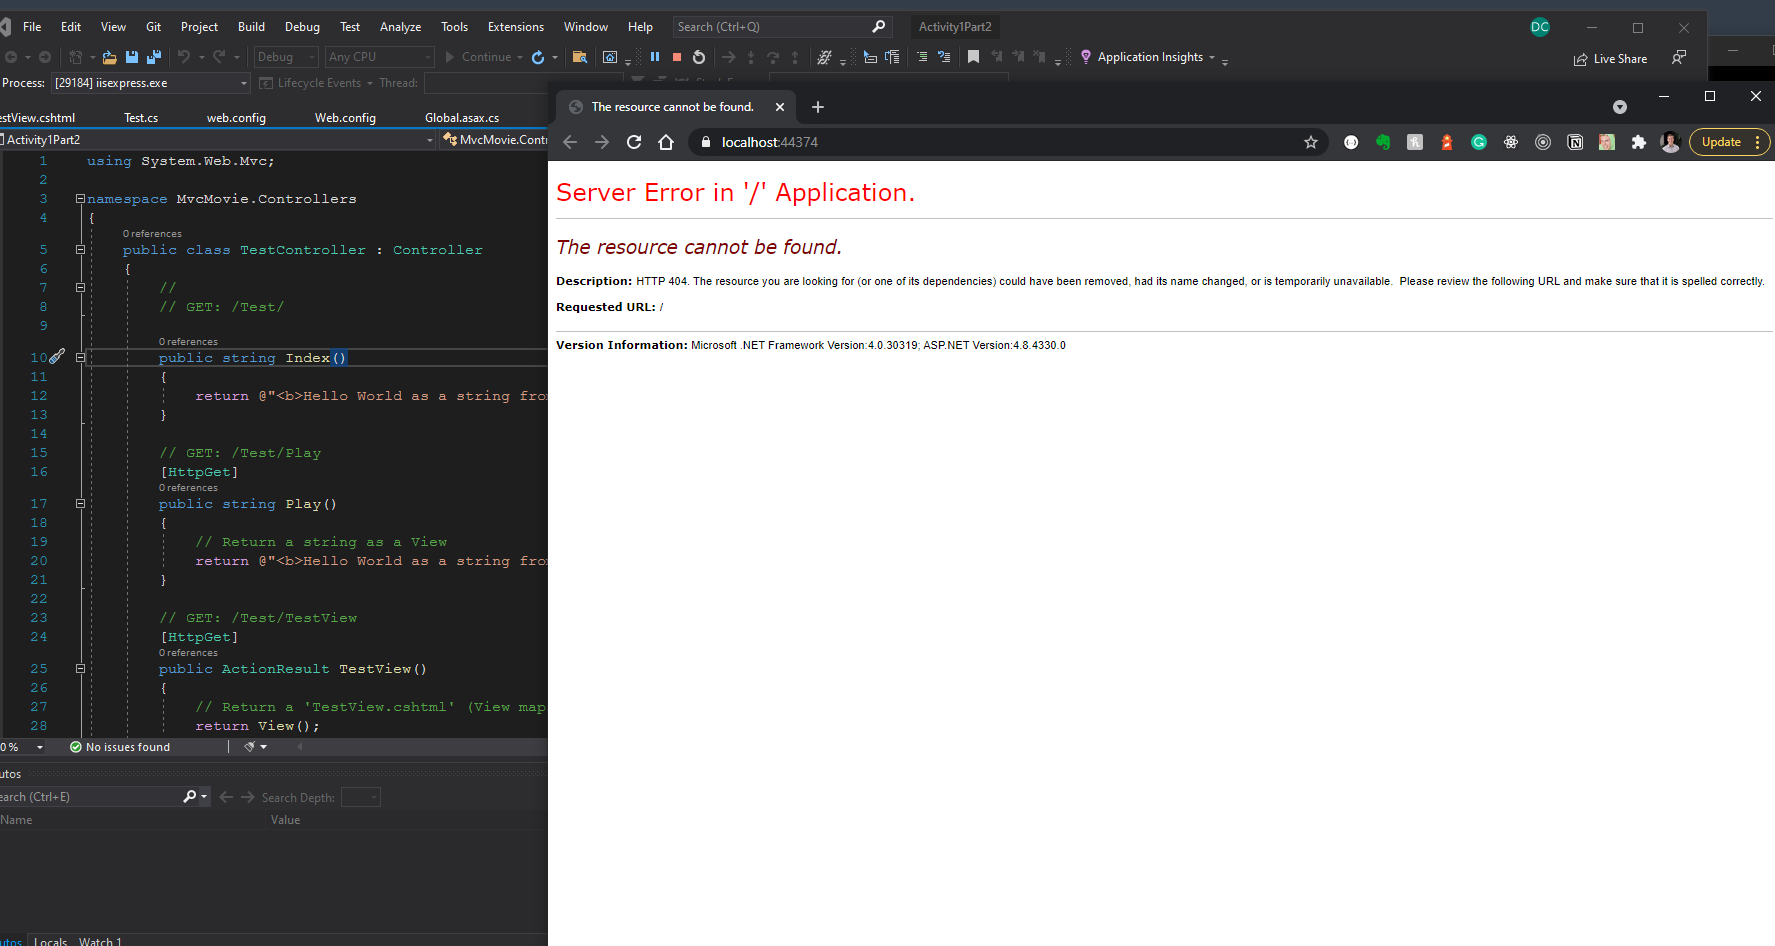 File Edit View Git Project Build Debug Test Analyze Tools Extensions Window Help Search (Ctrl+Q) Activity1Part2 DC
Debug Any CPU Continue Application Insights Live Share
Process: [29184] iisexpress.exe Lifecycle Events Thread:
estView.cshtml Test.cs web.config Web.config Global.asax.cs
Activity1Part2 MvcMovie.Contr
1 using System.Web.Mvc;
2
3 namespace MvcMovie.Controllers
4 {
0 references
5 public class TestController : Controller
6 {
7 //
8 // GET: /Test/
9
0 references
10 public string Index()
11 {
12 return @"<b>Hello World as a string from
13 }
14
15 // GET: /Test/Play
16 [HttpGet]
0 references
17 public string Play()
18 {
19 // Return a string as a View
20 return @"<b>Hello World as a string from
21 }
22
23 // GET: /Test/TestView
24 [HttpGet]
0 references
25 public ActionResult TestView()
26 {
27 // Return a 'TestView.cshtml' (View map
28 return View();
0% No issues found
utos
earch (Ctrl+E) Search Depth:
Name Value
utos Locals Watch 1
The resource cannot be found.
localhost:44374 Update
Server Error in '/' Application.
The resource cannot be found.
Description: HTTP 404. The resource you are looking for (or one of its dependencies) could have been removed, had its name changed, or is temporarily unavailable. Please review the following URL and make sure that it is spelled correctly.
Requested URL: /
Version Information: Microsoft .NET Framework Version:4.0.30319; ASP.NET Version:4.8.4330.0